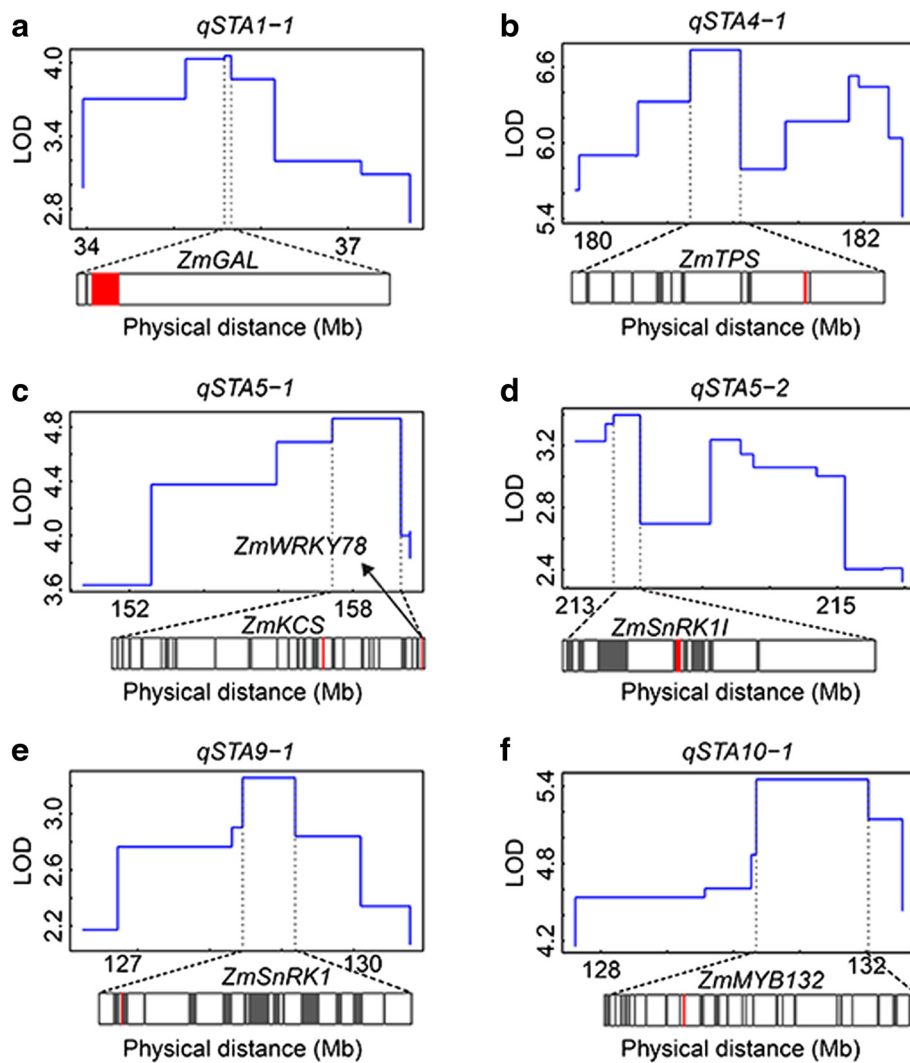 a qSTA1−1
LOD
4.0
3.4
2.8
34 37
ZmGAL
Physical distance (Mb)
b qSTA4−1
LOD
6.6
6.0
5.4
180 182
ZmTPS
Physical distance (Mb)
c qSTA5−1
LOD
4.8
4.4
4.0
3.6
ZmWRKY78
152 158
ZmKCS
Physical distance (Mb)
d qSTA5−2
LOD
3.2
2.8
2.4
213 215
ZmSnRK1I
Physical distance (Mb)
e qSTA9−1
LOD
3.0
2.6
2.2
127 130
ZmSnRK1
Physical distance (Mb)
f qSTA10−1
LOD
5.4
4.8
4.2
128 132
ZmMYB132
Physical distance (Mb)